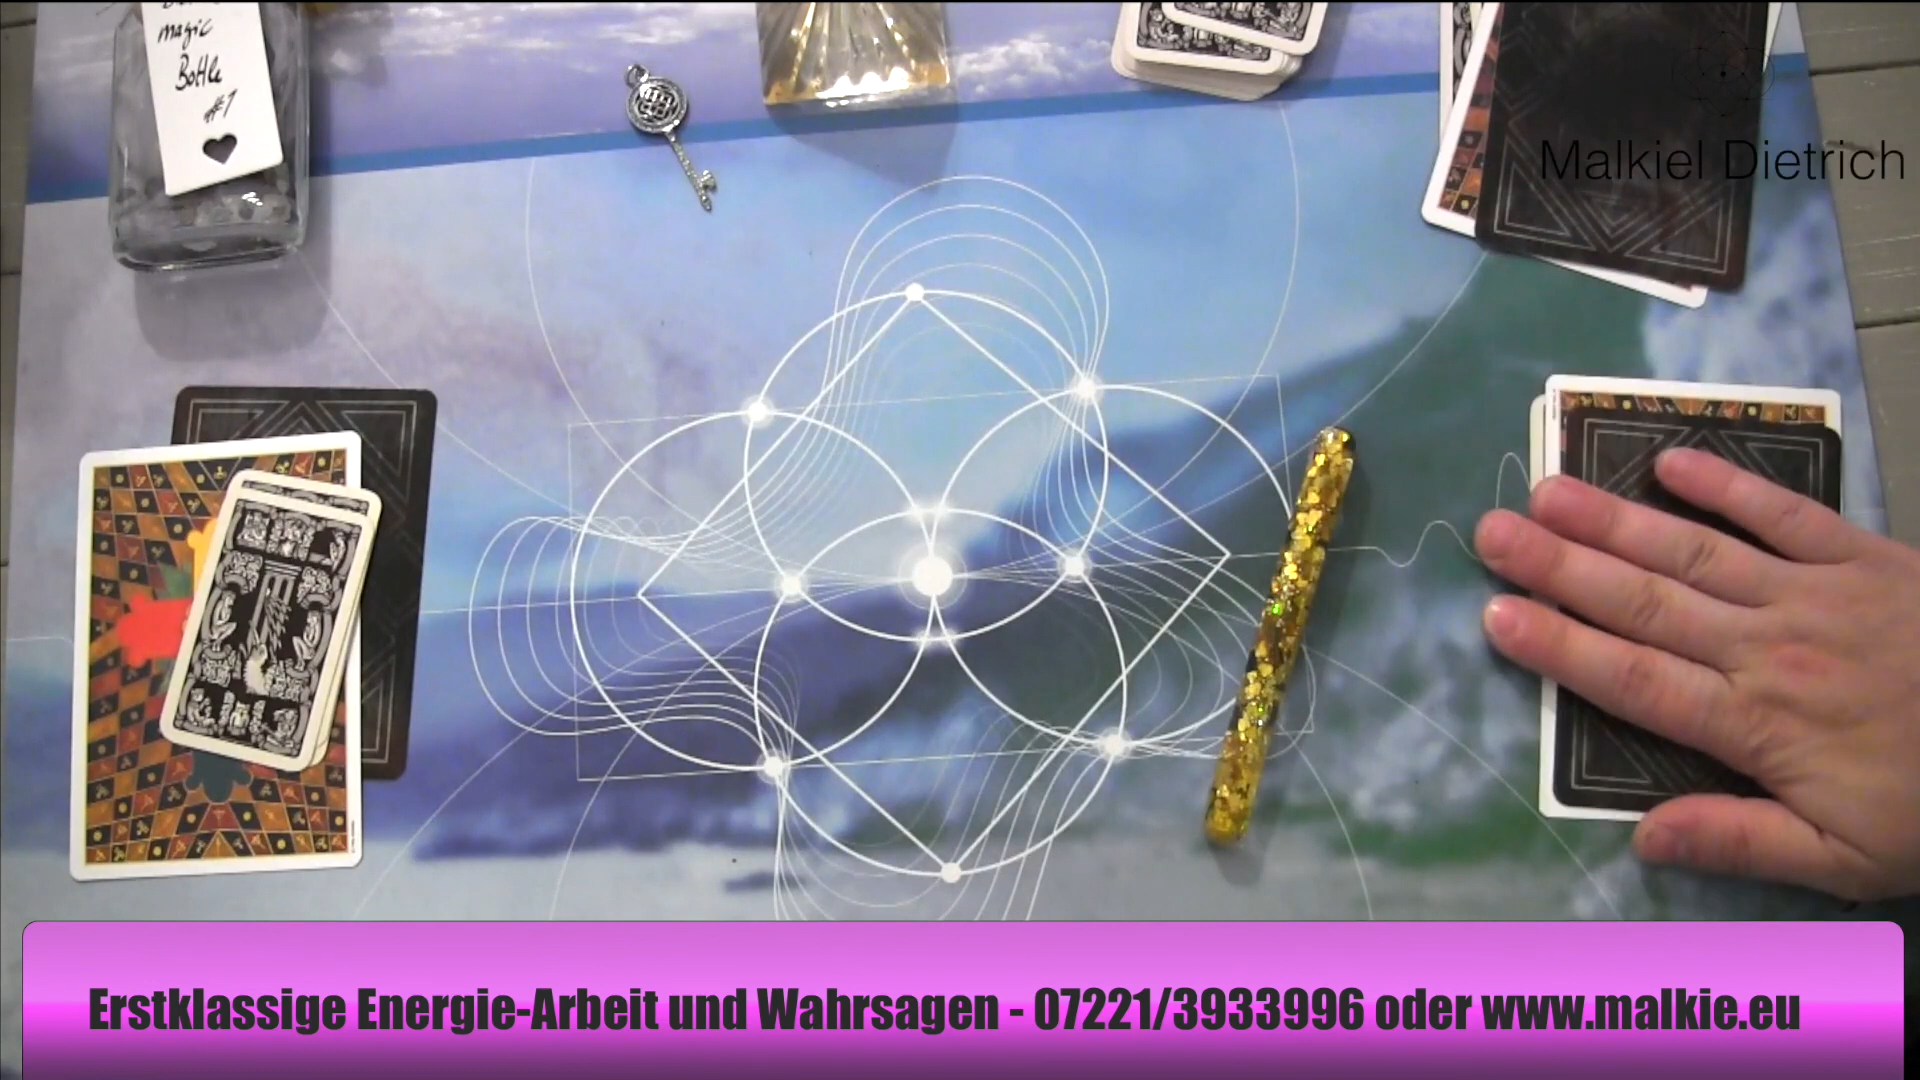 magic
Bottle
#1
Malkiel Dietrich
Erstklassige Energie-Arbeit und Wahrsagen - 07221/3933996 oder www.malkie.eu